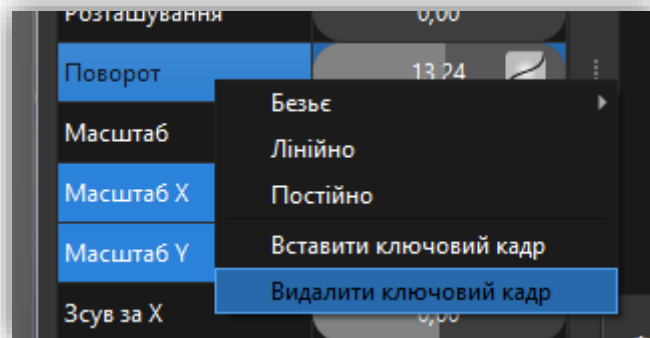 Розташування 0,00
Поворот 13,24
Безьє
Масштаб
Лінійно
Масштаб X
Постійно
Масштаб Y
Вставити ключовий кадр
Видалити ключовий кадр
Зсув за X 0,00